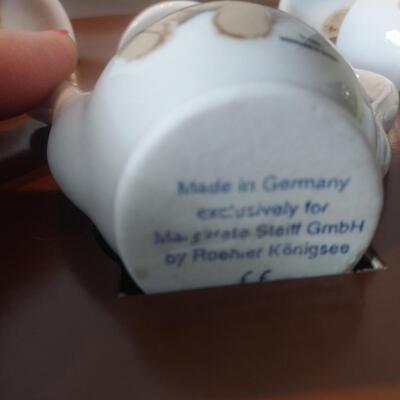 Made in Germany
exclusively for
Margarete Steiff GmbH
by Roehler Königsee
CE